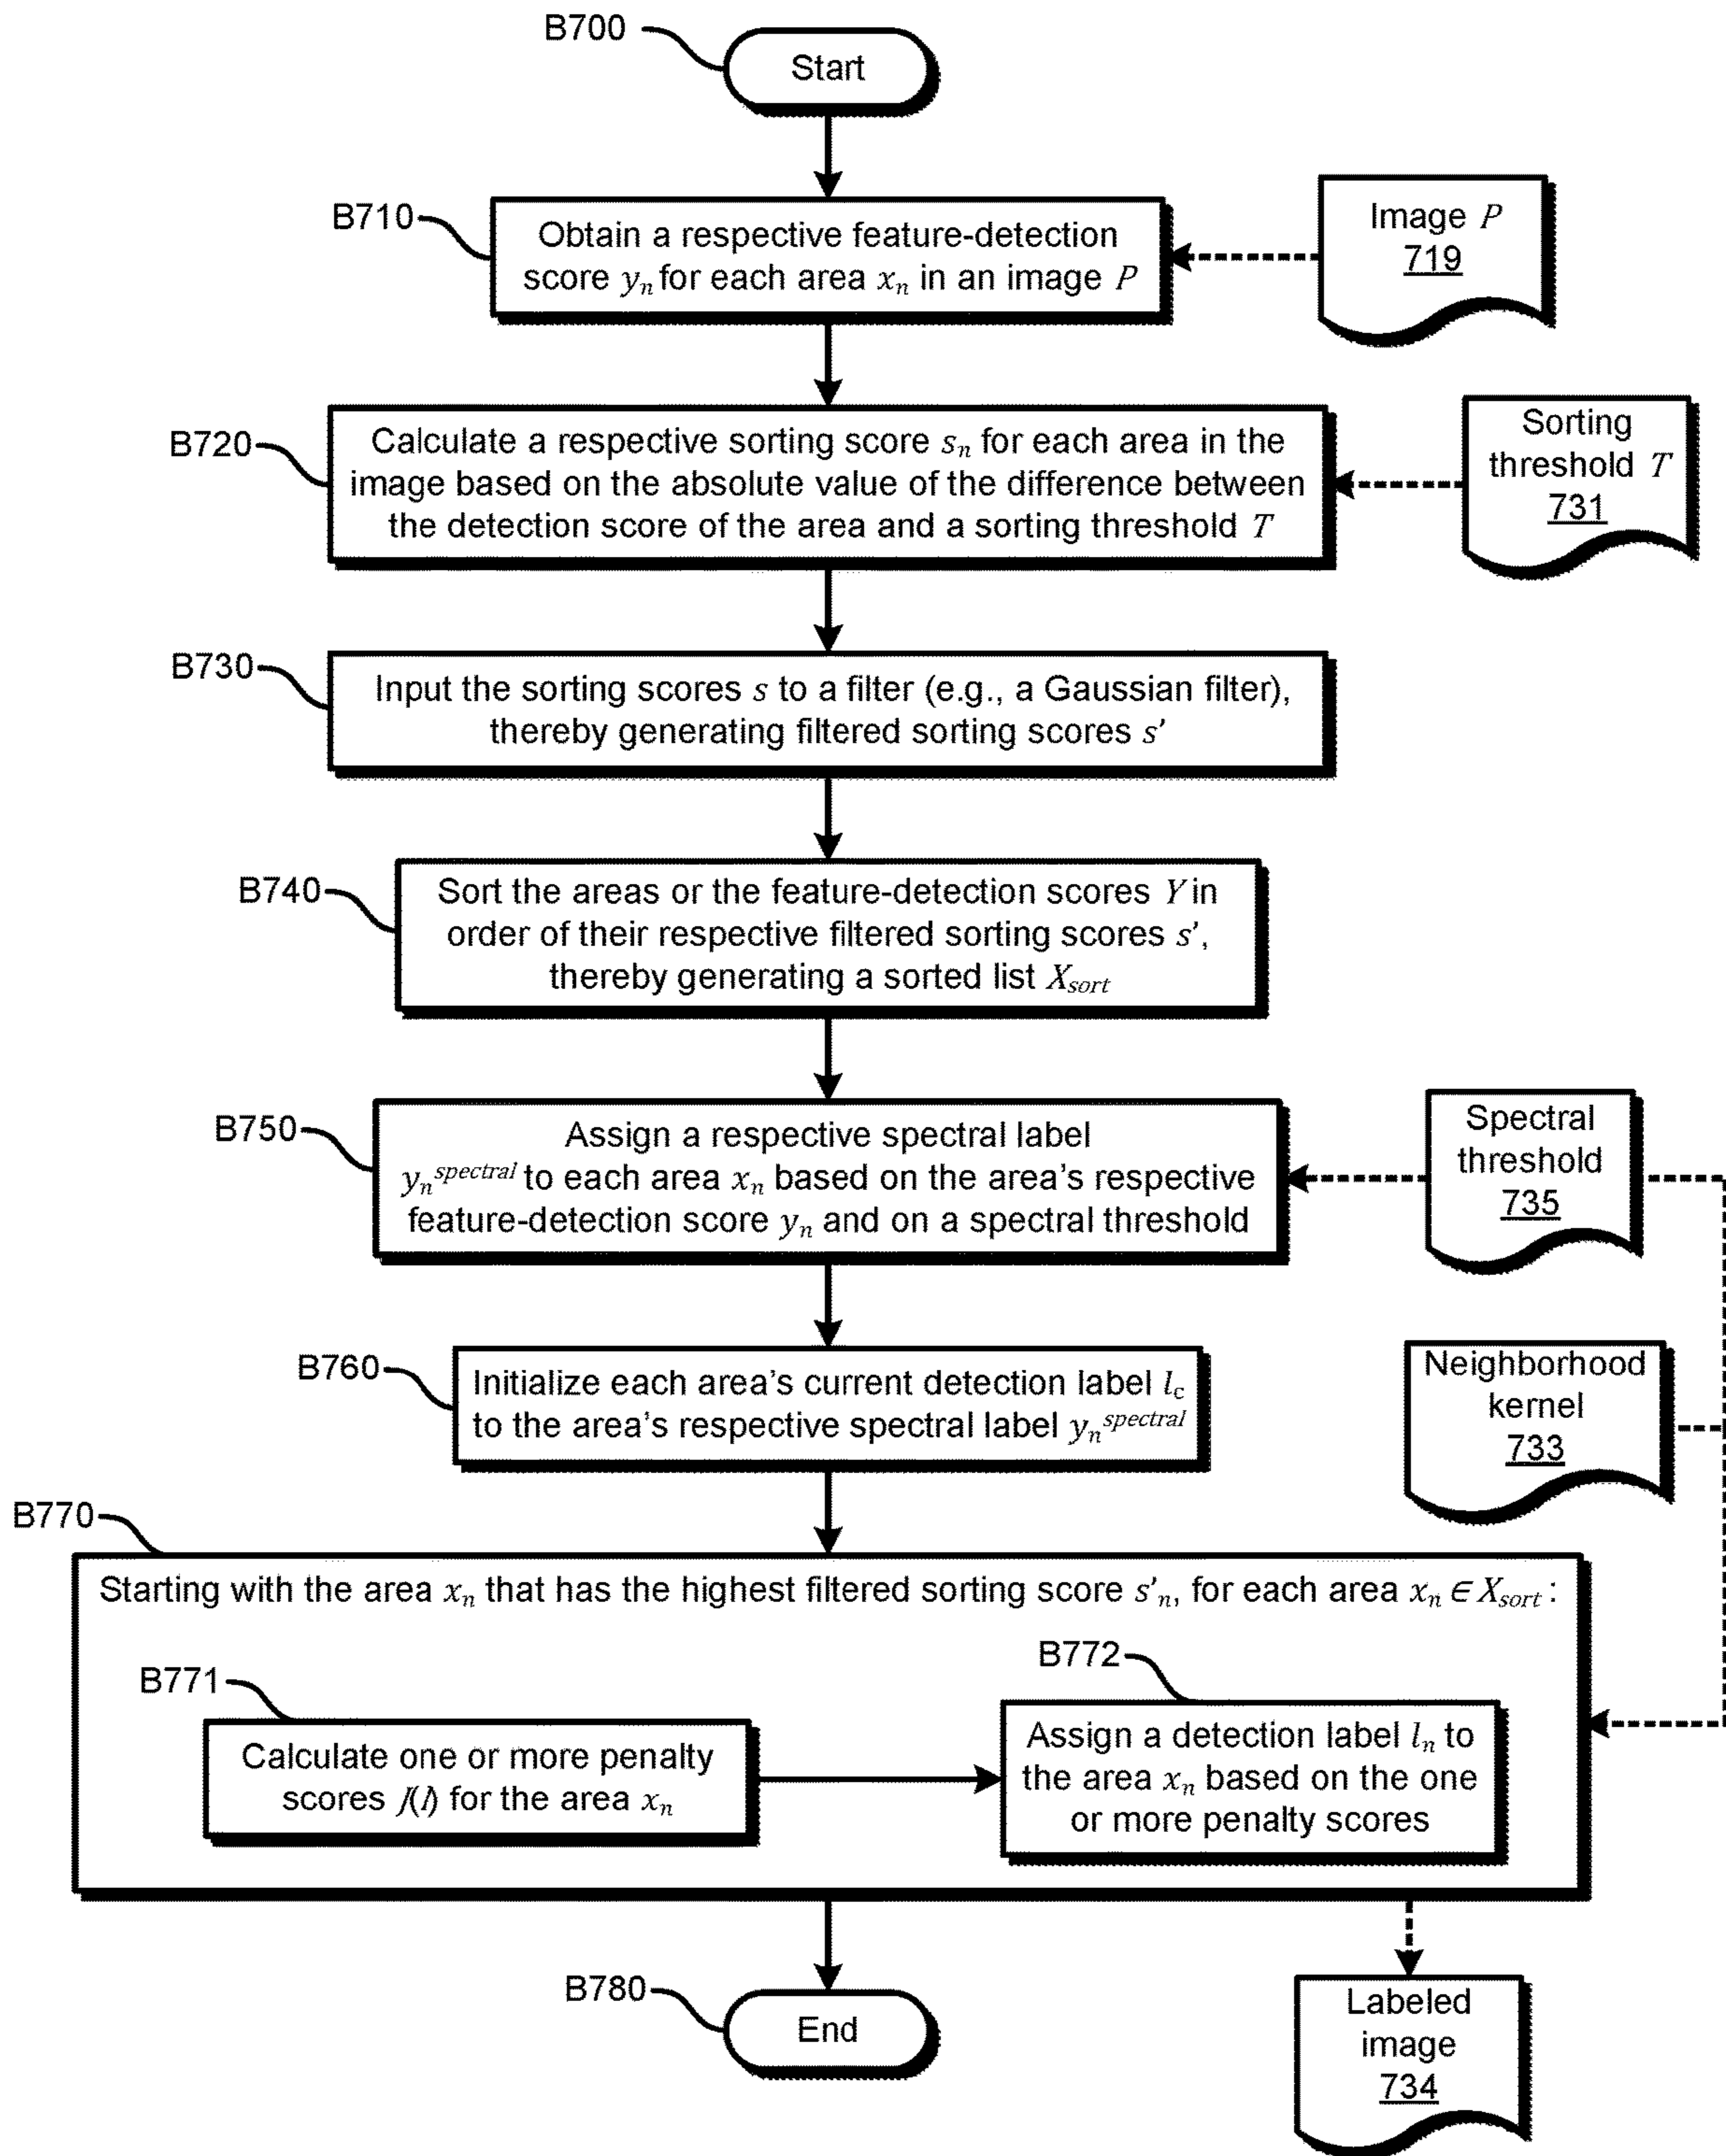 B700
Start
B710
Obtain a respective feature-detection
score yn for each area xn in an image P
Image P
719
B720
Calculate a respective sorting score sn for each area in the
image based on the absolute value of the difference between
the detection score of the area and a sorting threshold T
Sorting
threshold T
731
B730
Input the sorting scores s to a filter (e.g., a Gaussian filter),
thereby generating filtered sorting scores s'
B740
Sort the areas or the feature-detection scores Y in
order of their respective filtered sorting scores s',
thereby generating a sorted list Xsort
B750
Assign a respective spectral label
yn^spectral to each area xn based on the area's respective
feature-detection score yn and on a spectral threshold
Spectral
threshold
735
B760
Initialize each area's current detection label lc
to the area's respective spectral label yn^spectral
Neighborhood
kernel
733
B770
Starting with the area xn that has the highest filtered sorting score s'n, for each area xn ∈ Xsort :
B771
Calculate one or more penalty
scores J(l) for the area xn
B772
Assign a detection label ln to
the area xn based on the one
or more penalty scores
B780
End
Labeled
image
734